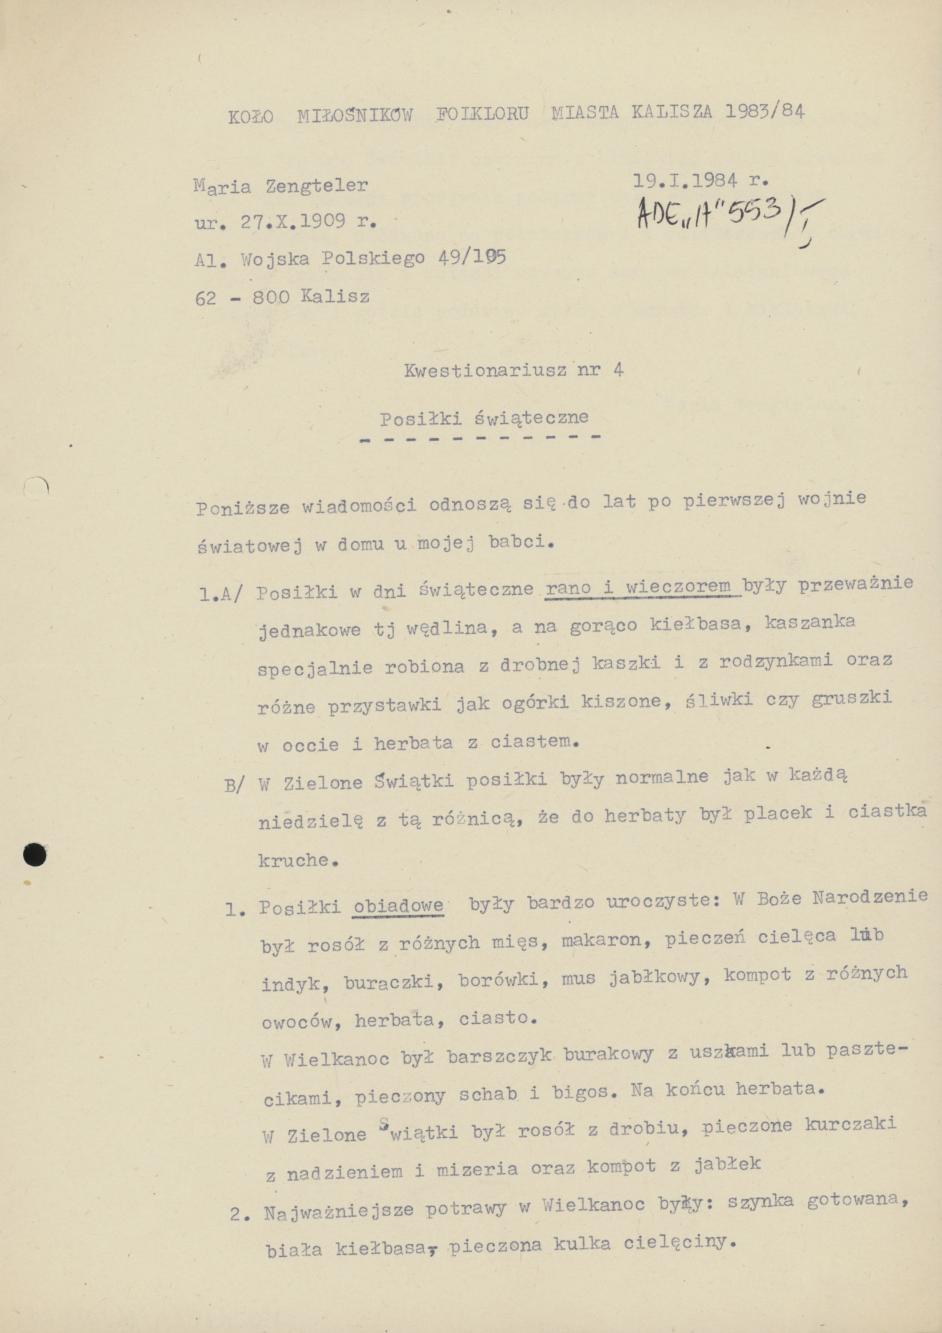 KOŁO MIŁOŚNIKÓW FOLKLORU MIASTA KALISZA 1983/84
Maria Zengteler
19.I.1984 r.
ur. 27.X.1909 r.
ADE„A" 553/I
Al. Wojska Polskiego 49/195
62 - 800 Kalisz
Kwestionariusz nr 4
Posiłki świąteczne
Poniższe wiadomości odnoszą się do lat po pierwszej wojnie
światowej w domu u mojej babci.
1.A/ Posiłki w dni świąteczne rano i wieczorem były przeważnie
jednakowe tj wędlina, a na gorąco kiełbasa, kaszanka
specjalnie robiona z drobnej kaszki i z rodzynkami oraz
różne przystawki jak ogórki kiszone, śliwki czy gruszki
w occie i herbata z ciastem.
B/ W Zielone Świątki posiłki były normalne jak w każdą
niedzielę z tą różnicą, że do herbaty był placek i ciastka
kruche.
1. Posiłki obiadowe były bardzo uroczyste: W Boże Narodzenie
był rosół z różnych mięs, makaron, pieczeń cielęca lub
indyk, buraczki, borówki, mus jabłkowy, kompot z różnych
owoców, herbata, ciasto.
W Wielkanoc był barszczyk burakowy z uszkami lub paszte-
cikami, pieczony schab i bigos. Na końcu herbata.
W Zielone Świątki był rosół z drobiu, pieczone kurczaki
z nadzieniem i mizeria oraz kompot z jabłek
2. Najważniejsze potrawy w Wielkanoc były: szynka gotowana,
biała kiełbasa, pieczona kulka cielęciny.